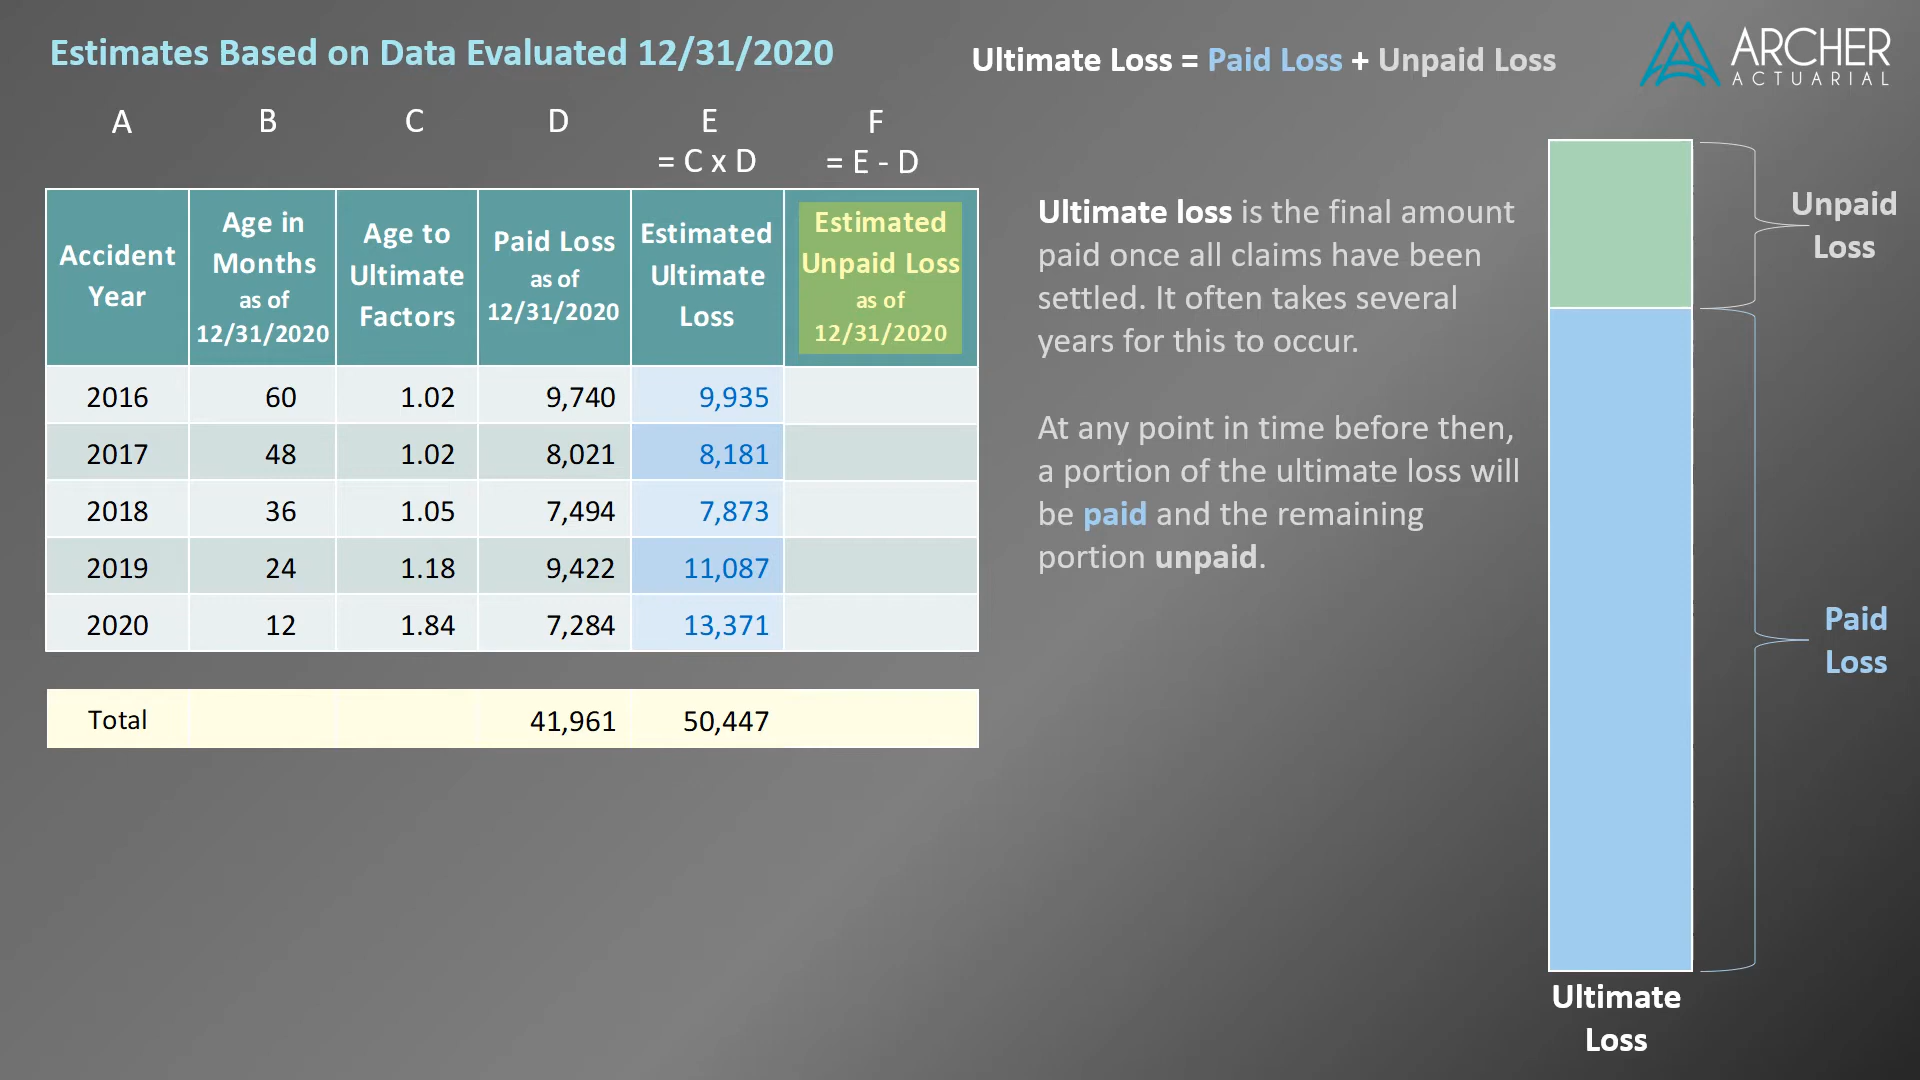 Estimates Based on Data Evaluated 12/31/2020
Ultimate Loss = Paid Loss + Unpaid Loss
ARCHER
ACTUARIAL
A B C D E F
= C x D = E - D
Accident Year
Age in Months as of 12/31/2020
Age to Ultimate Factors
Paid Loss as of 12/31/2020
Estimated Ultimate Loss
Estimated Unpaid Loss as of 12/31/2020
2016 60 1.02 9,740 9,935
2017 48 1.02 8,021 8,181
2018 36 1.05 7,494 7,873
2019 24 1.18 9,422 11,087
2020 12 1.84 7,284 13,371
Total 41,961 50,447
Ultimate loss is the final amount
paid once all claims have been
settled. It often takes several
years for this to occur.
At any point in time before then,
a portion of the ultimate loss will
be paid and the remaining
portion unpaid.
Unpaid
Loss
Paid
Loss
Ultimate
Loss